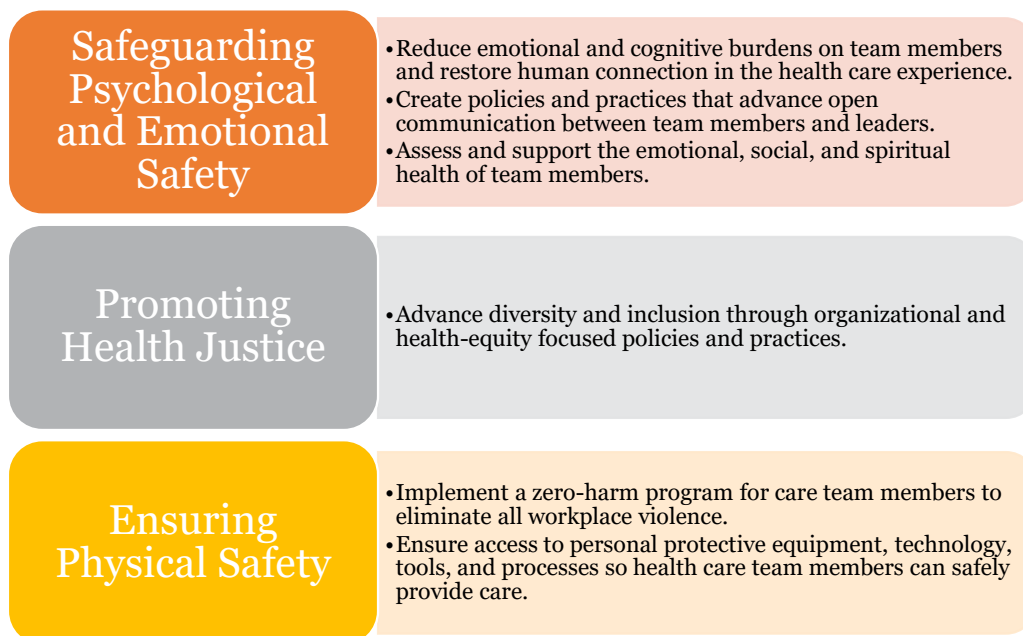 Safeguarding
Psychological
and Emotional
Safety
•Reduce emotional and cognitive burdens on team members
and restore human connection in the health care experience.
•Create policies and practices that advance open
communication between team members and leaders.
•Assess and support the emotional, social, and spiritual
health of team members.
Promoting
Health Justice
•Advance diversity and inclusion through organizational and
health-equity focused policies and practices.
Ensuring
Physical Safety
•Implement a zero-harm program for care team members to
eliminate all workplace violence.
•Ensure access to personal protective equipment, technology,
tools, and processes so health care team members can safely
provide care.